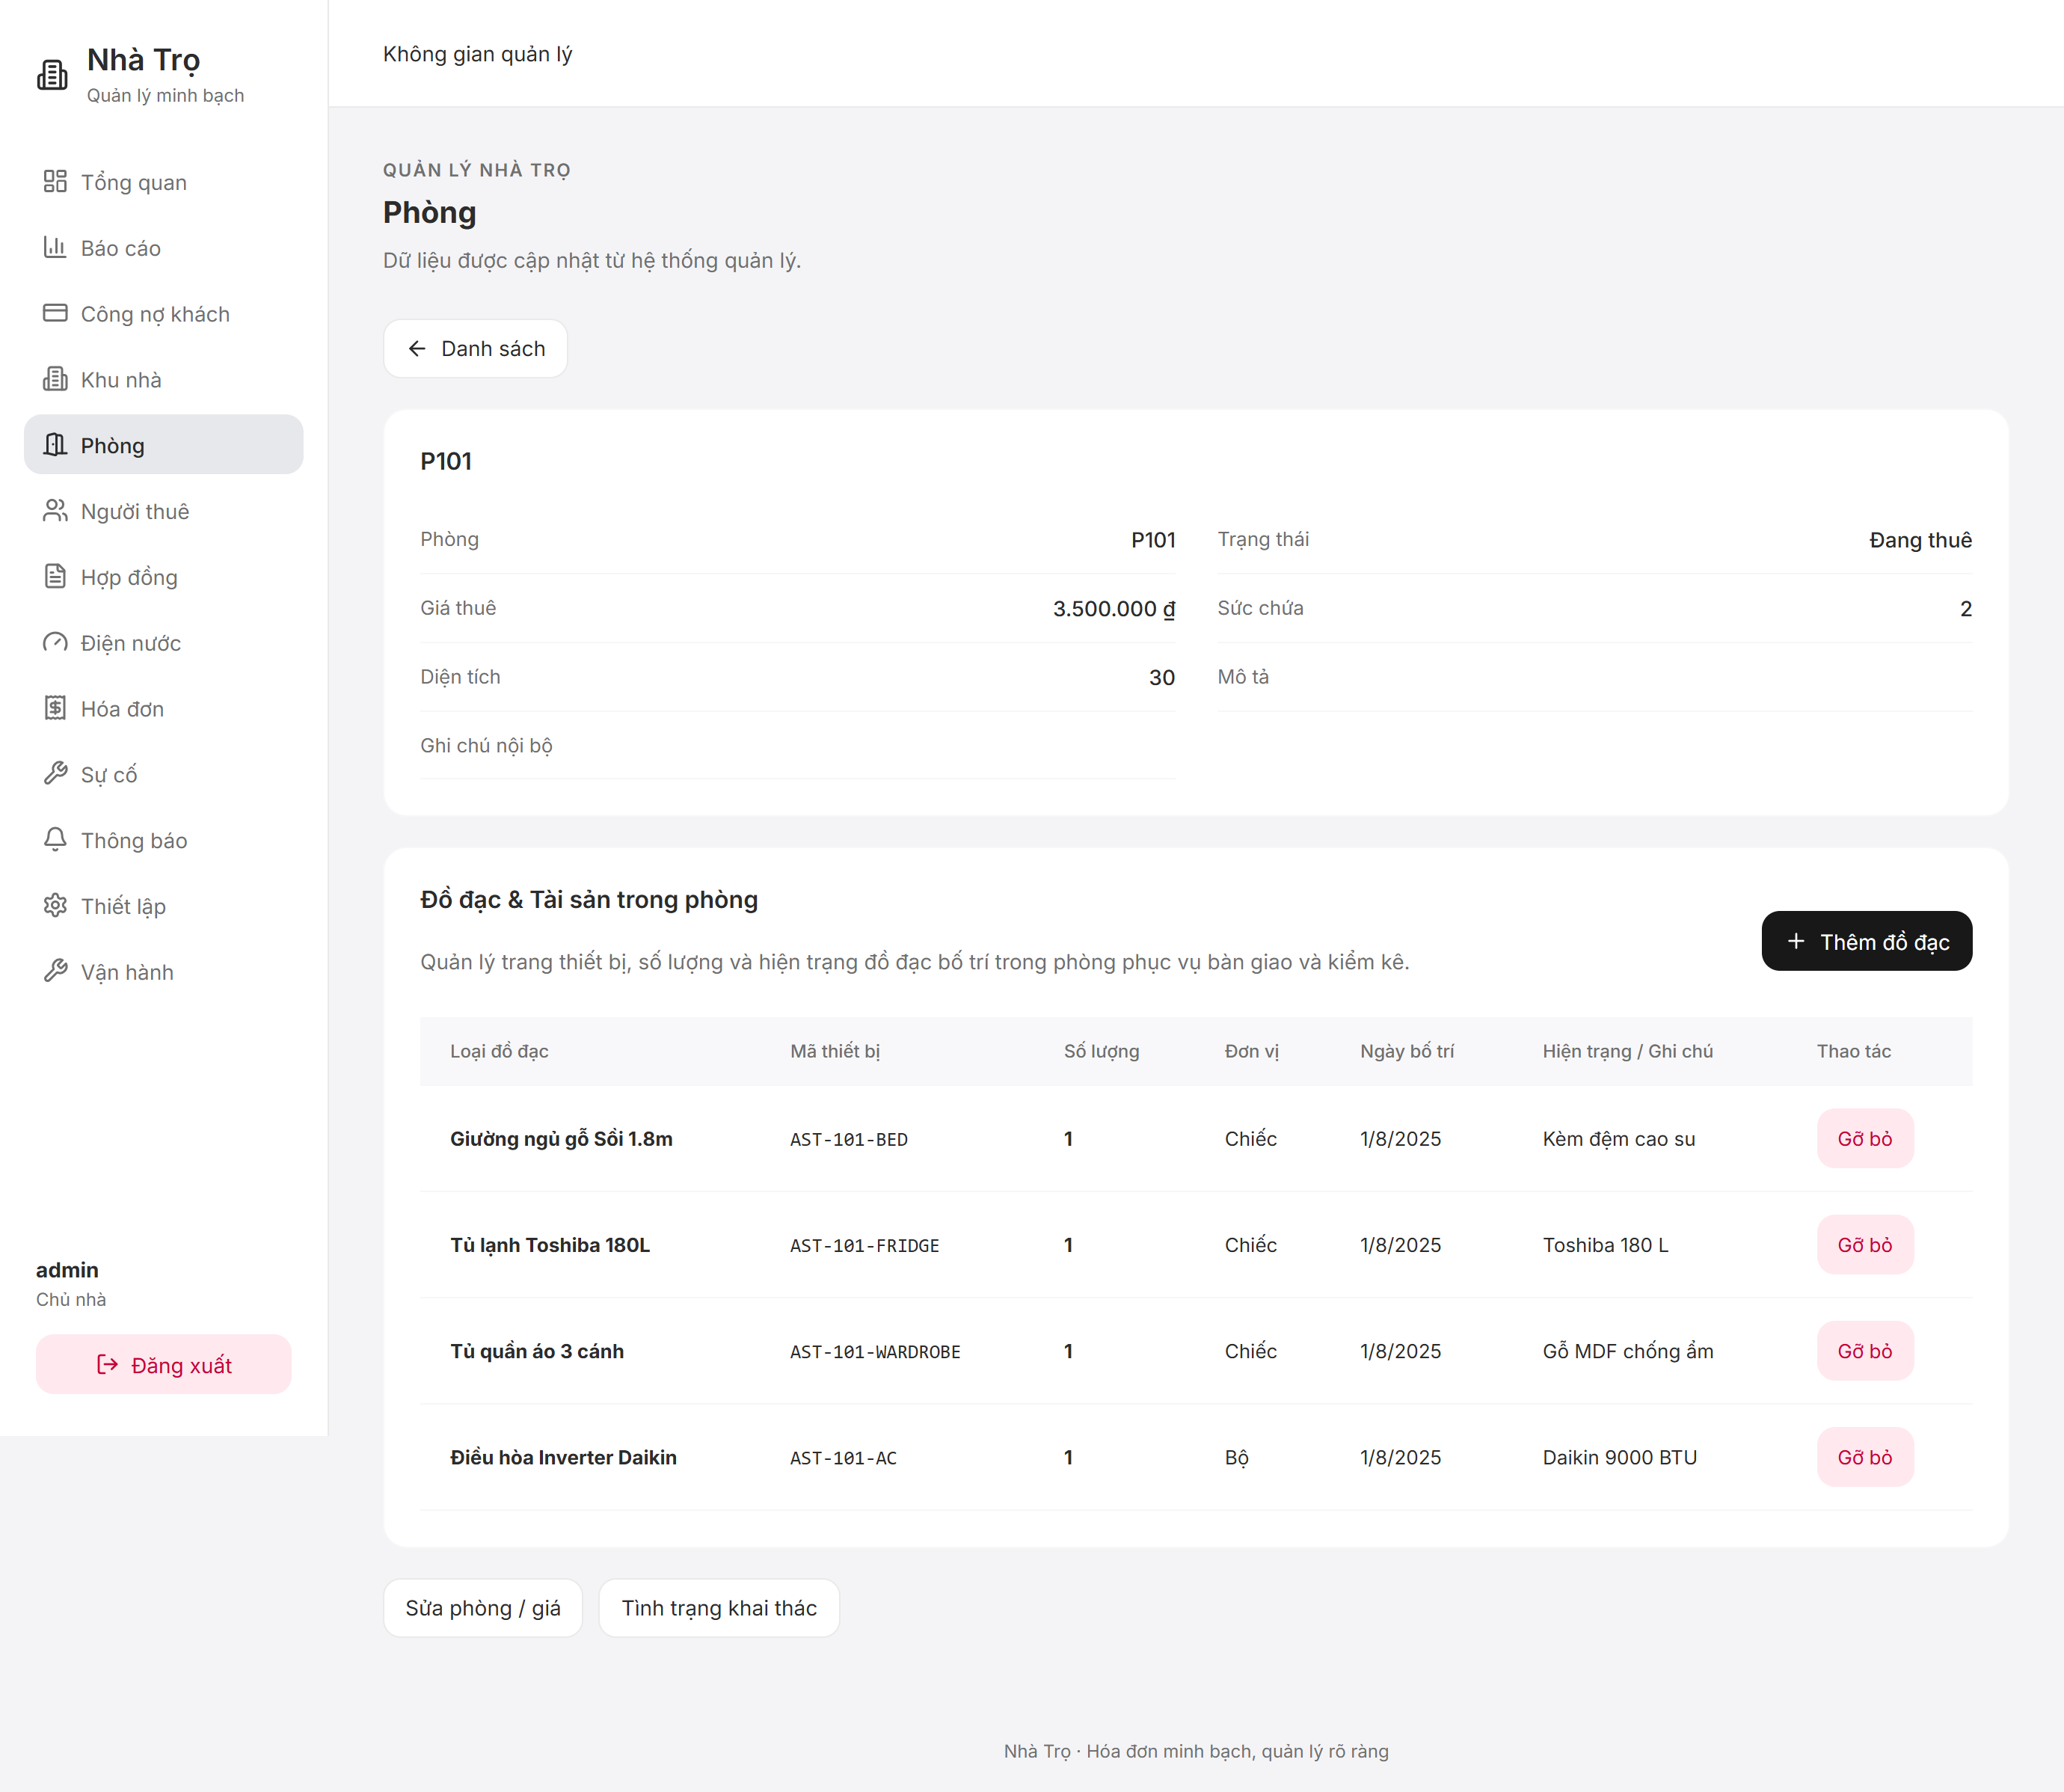 Nhà Trọ
Quản lý minh bạch
Tổng quan
Báo cáo
Công nợ khách
Khu nhà
Phòng
Người thuê
Hợp đồng
Điện nước
Hóa đơn
Sự cố
Thông báo
Thiết lập
Vận hành
admin
Chủ nhà
Đăng xuất
Không gian quản lý
QUẢN LÝ NHÀ TRỌ
Phòng
Dữ liệu được cập nhật từ hệ thống quản lý.
Danh sách
P101
Phòng P101 Trạng thái Đang thuê
Giá thuê 3.500.000 ₫ Sức chứa 2
Diện tích 30 Mô tả
Ghi chú nội bộ
Đồ đạc & Tài sản trong phòng
Quản lý trang thiết bị, số lượng và hiện trạng đồ đạc bố trí trong phòng phục vụ bàn giao và kiểm kê.
Thêm đồ đạc
Loại đồ đạc Mã thiết bị Số lượng Đơn vị Ngày bố trí Hiện trạng / Ghi chú Thao tác
Giường ngủ gỗ Sồi 1.8m AST-101-BED 1 Chiếc 1/8/2025 Kèm đệm cao su Gỡ bỏ
Tủ lạnh Toshiba 180L AST-101-FRIDGE 1 Chiếc 1/8/2025 Toshiba 180 L Gỡ bỏ
Tủ quần áo 3 cánh AST-101-WARDROBE 1 Chiếc 1/8/2025 Gỗ MDF chống ẩm Gỡ bỏ
Điều hòa Inverter Daikin AST-101-AC 1 Bộ 1/8/2025 Daikin 9000 BTU Gỡ bỏ
Sửa phòng / giá Tình trạng khai thác
Nhà Trọ · Hóa đơn minh bạch, quản lý rõ ràng